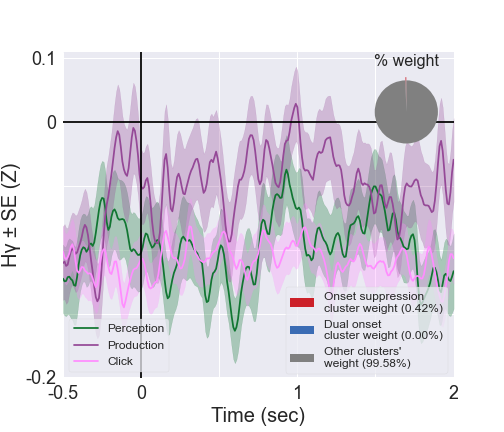 % weight
0.1
0
-0.2
Hγ ± SE (Z)
Perception
Production
Click
Onset suppression
cluster weight (0.42%)
Dual onset
cluster weight (0.00%)
Other clusters'
weight (99.58%)
-0.5
0
1
2
Time (sec)